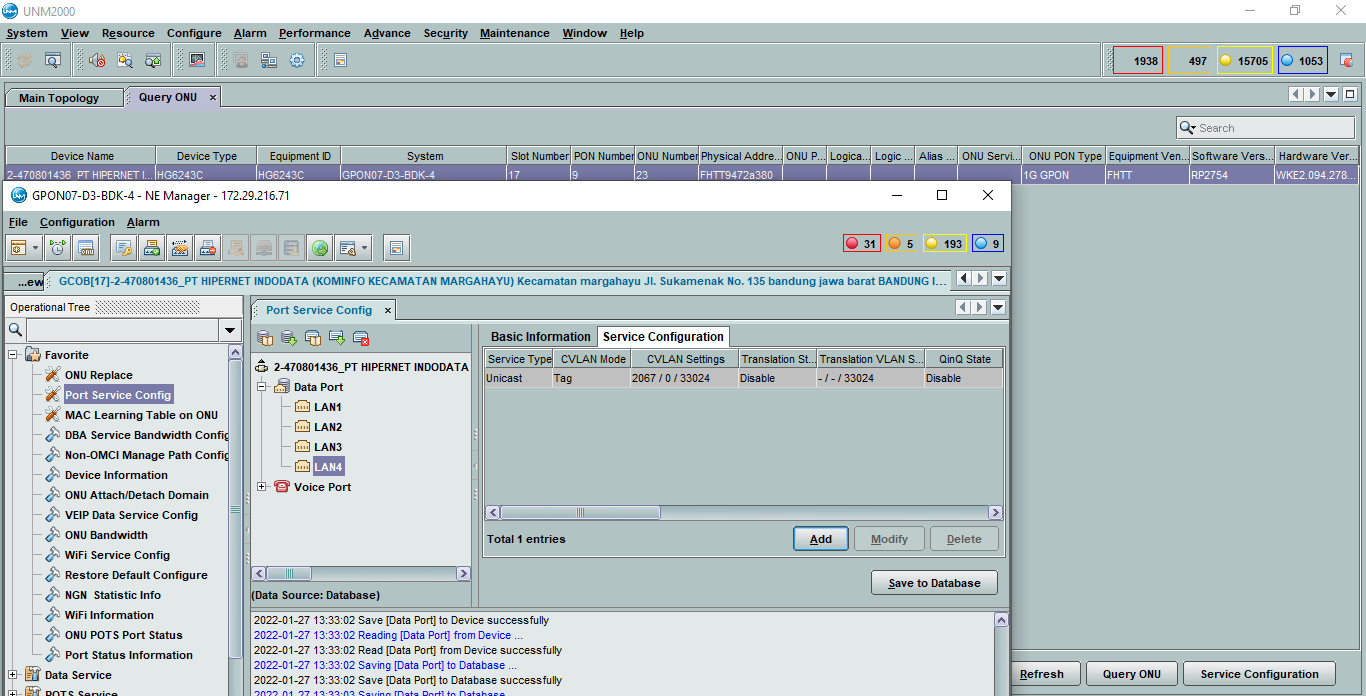 UNM2000
System View Resource Configure Alarm Performance Advance Security Maintenance Window Help
1938 497 15705 1053
Main Topology Query ONU
Search
Device Name Device Type Equipment ID System Slot Number PON Number ONU Number Physical Addre... ONU P... Logica... Logic ... Alias ... ONU Servi... ONU PON Type Equipment Ven... Software Vers... Hardware Ver...
2-470801436_PT HIPERNET I... HG6243C HG6243C GPON07-D3-BDK-4 17 9 23 FHTT9472a380 1G GPON FHTT RP2754 WKE2.094.278...
GPON07-D3-BDK-4 - NE Manager - 172.29.216.71
File Configuration Alarm
31 5 193 9
...ew GCOB[17]-2-470801436_PT HIPERNET INDODATA (KOMINFO KECAMATAN MARGAHAYU) Kecamatan margahayu Jl. Sukamenak No. 135 bandung jawa barat BANDUNG I...
Operational Tree
Favorite
ONU Replace
Port Service Config
MAC Learning Table on ONU
DBA Service Bandwidth Config
Non-OMCI Manage Path Config
Device Information
ONU Attach/Detach Domain
VEIP Data Service Config
ONU Bandwidth
WiFi Service Config
Restore Default Configure
NGN Statistic Info
WiFi Information
ONU POTS Port Status
Port Status Information
Data Service
POTS Service
Port Service Config
2-470801436_PT HIPERNET INDODATA
Data Port
LAN1
LAN2
LAN3
LAN4
Voice Port
(Data Source: Database)
Basic Information Service Configuration
Service Type CVLAN Mode CVLAN Settings Translation St... Translation VLAN S... QinQ State
Unicast Tag 2067 / 0 / 33024 Disable - / - / 33024 Disable
Total 1 entries
Add Modify Delete
Save to Database
2022-01-27 13:33:02 Save [Data Port] to Device successfully
2022-01-27 13:33:02 Reading [Data Port] from Device ...
2022-01-27 13:33:02 Read [Data Port] from Device successfully
2022-01-27 13:33:02 Saving [Data Port] to Database ...
2022-01-27 13:33:02 Save [Data Port] to Database successfully
2022-01-27 13:33:03 Saving [Data Port] to Database
Refresh Query ONU Service Configuration